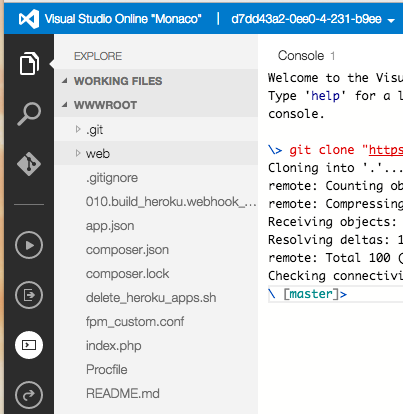 Visual Studio Online "Monaco" | d7dd43a2-0ee0-4-231-b9ee
EXPLORE
WORKING FILES
WWWROOT
.git
web
.gitignore
010.build_heroku.webhook_...
app.json
composer.json
composer.lock
delete_heroku_apps.sh
fpm_custom.conf
index.php
Procfile
README.md
Console 1
Welcome to the Visu
Type 'help' for a l
console.
\> git clone "https
Cloning into '.'...
remote: Counting ob
remote: Compressing
Receiving objects:
Resolving deltas: 1
remote: Total 100 (
Checking connectivi
\ [master]>